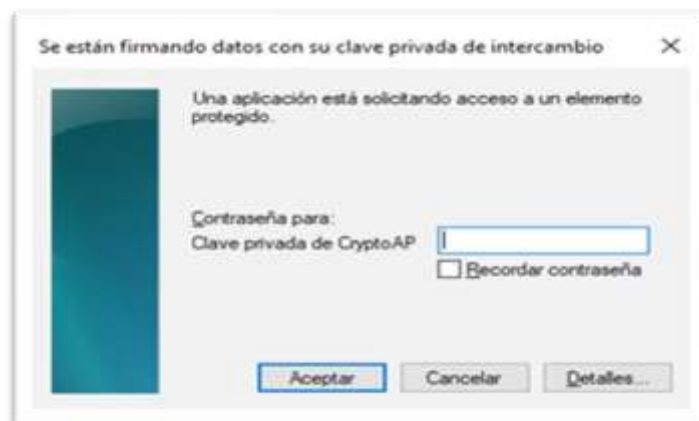 Se están firmando datos con su clave privada de intercambio
Una aplicación está solicitando acceso a un elemento
protegido.
Contraseña para:
Clave privada de CryptoAP
Recordar contraseña
Aceptar
Cancelar
Detalles...